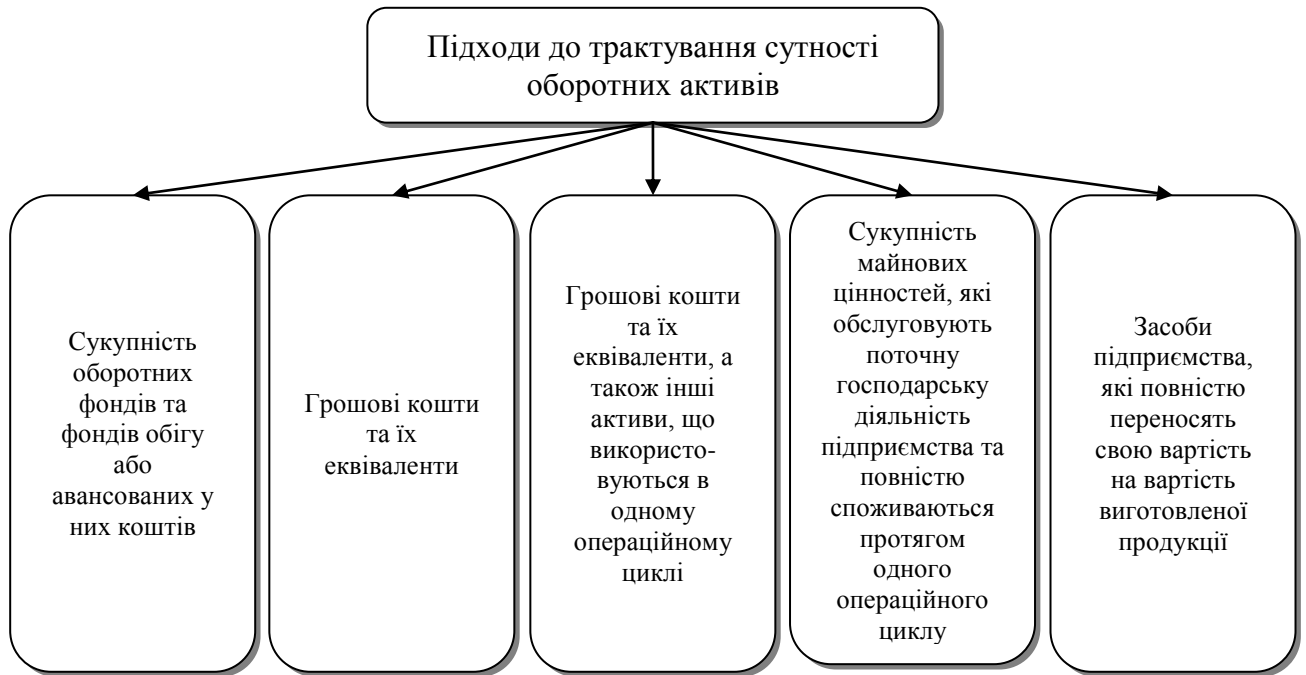 Підходи до трактування сутності
оборотних активів
Сукупність
оборотних
фондів та
фондів обігу
або
авансованих у
них коштів
Грошові кошти
та їх
еквіваленти
Грошові кошти
та їх
еквіваленти, а
також інші
активи, що
використо-
вуються в
одному
операційному
циклі
Сукупність
майнових
цінностей, які
обслуговують
поточну
господарську
діяльність
підприємства та
повністю
споживаються
протягом
одного
операційного
циклу
Засоби
підприємства,
які повністю
переносять
свою вартість
на вартість
виготовленої
продукції